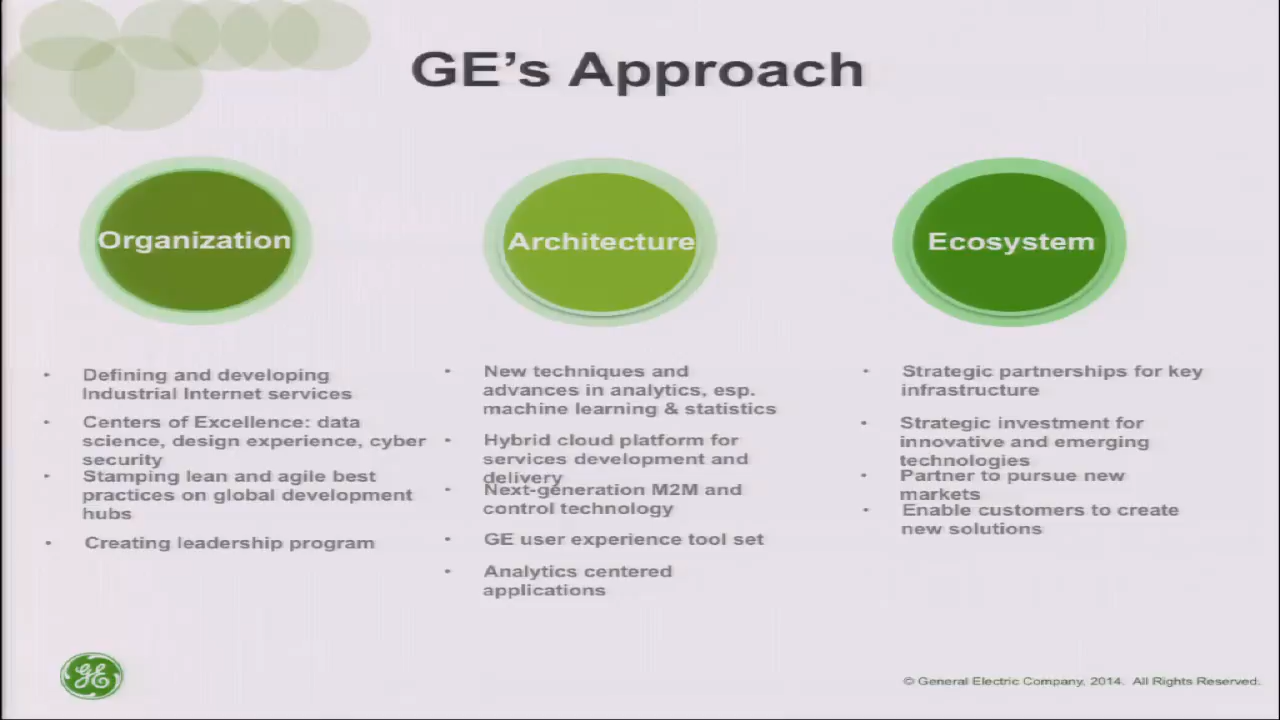 GE's Approach
Organization
Architecture
Ecosystem
• Defining and developing
Industrial Internet services
• Centers of Excellence: data
science, design experience, cyber
security
• Stamping lean and agile best
practices on global development
hubs
• Creating leadership program
• New techniques and
advances in analytics, esp.
machine learning & statistics
• Hybrid cloud platform for
services development and
delivery
• Next-generation M2M and
control technology
• GE user experience tool set
• Analytics centered
applications
• Strategic partnerships for key
infrastructure
• Strategic investment for
innovative and emerging
technologies
• Partner to pursue new
markets
• Enable customers to create
new solutions
GE
© General Electric Company, 2014. All Rights Reserved.